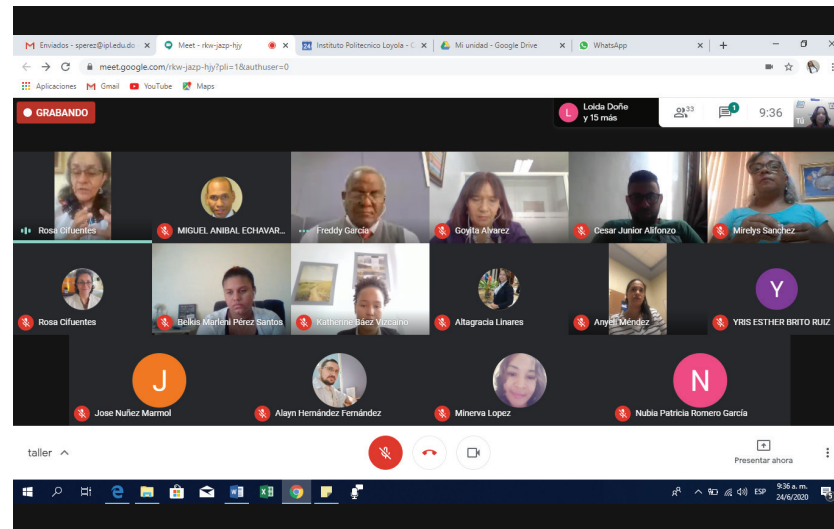 Enviados - sperez@ipl.edu.do
Meet - rkw-jazp-hjy
Instituto Politecnico Loyola - C
Mi unidad - Google Drive
WhatsApp
meet.google.com/rkw-jazp-hjy?pli=1&authuser=0
Aplicaciones Gmail YouTube Maps
GRABANDO
L Loida Doñe
y 15 más
33
1
9:36
Tú
Rosa Cifuentes
MIGUEL ANIBAL ECHAVAR...
Freddy García
Goyita Alvarez
Cesar Junior Alifonzo
Mirelys Sanchez
Rosa Cifuentes
Belkis Marleni Pérez Santos
Katherine Báez Vizcaíno
Altagracia Linares
Anyeli Méndez
Y
YRIS ESTHER BRITO RUIZ
J
Jose Nuñez Marmol
Alayn Hernández Fernández
Minerva Lopez
N
Nubia Patricia Romero García
taller
Presentar ahora
ESP
9:36 a. m.
24/6/2020